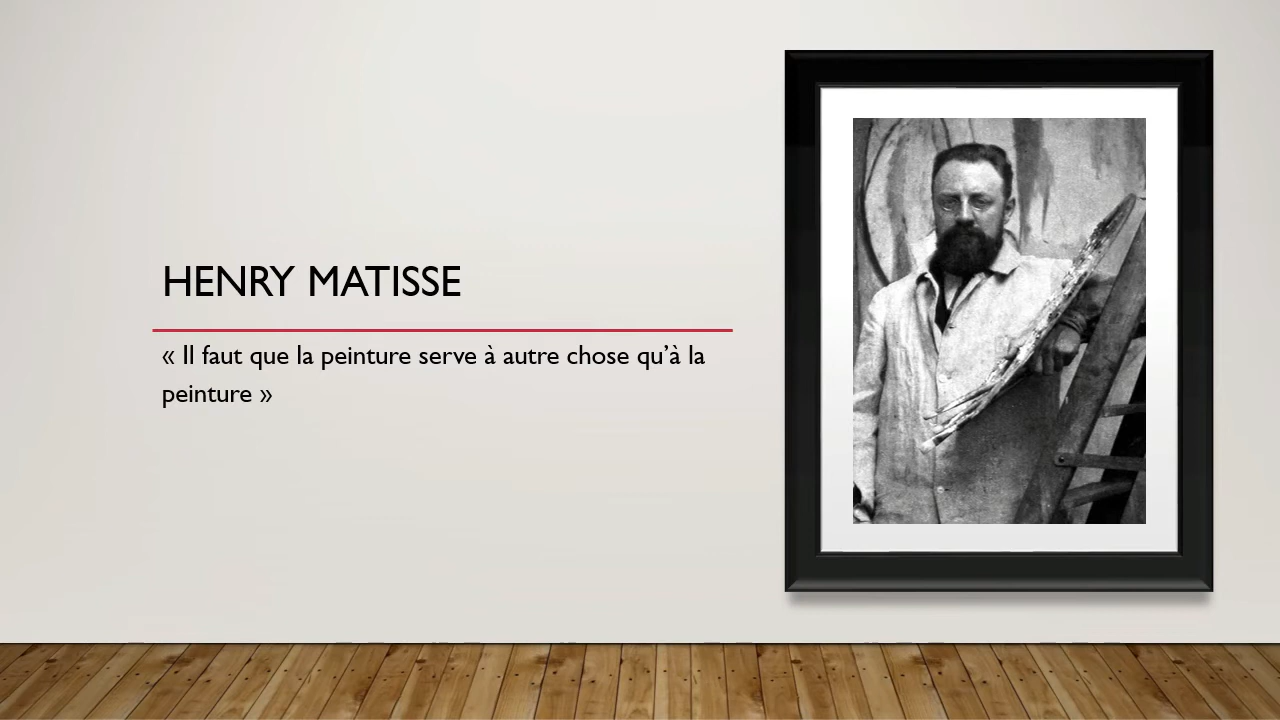 HENRY MATISSE
« Il faut que la peinture serve à autre chose qu’à la
peinture »